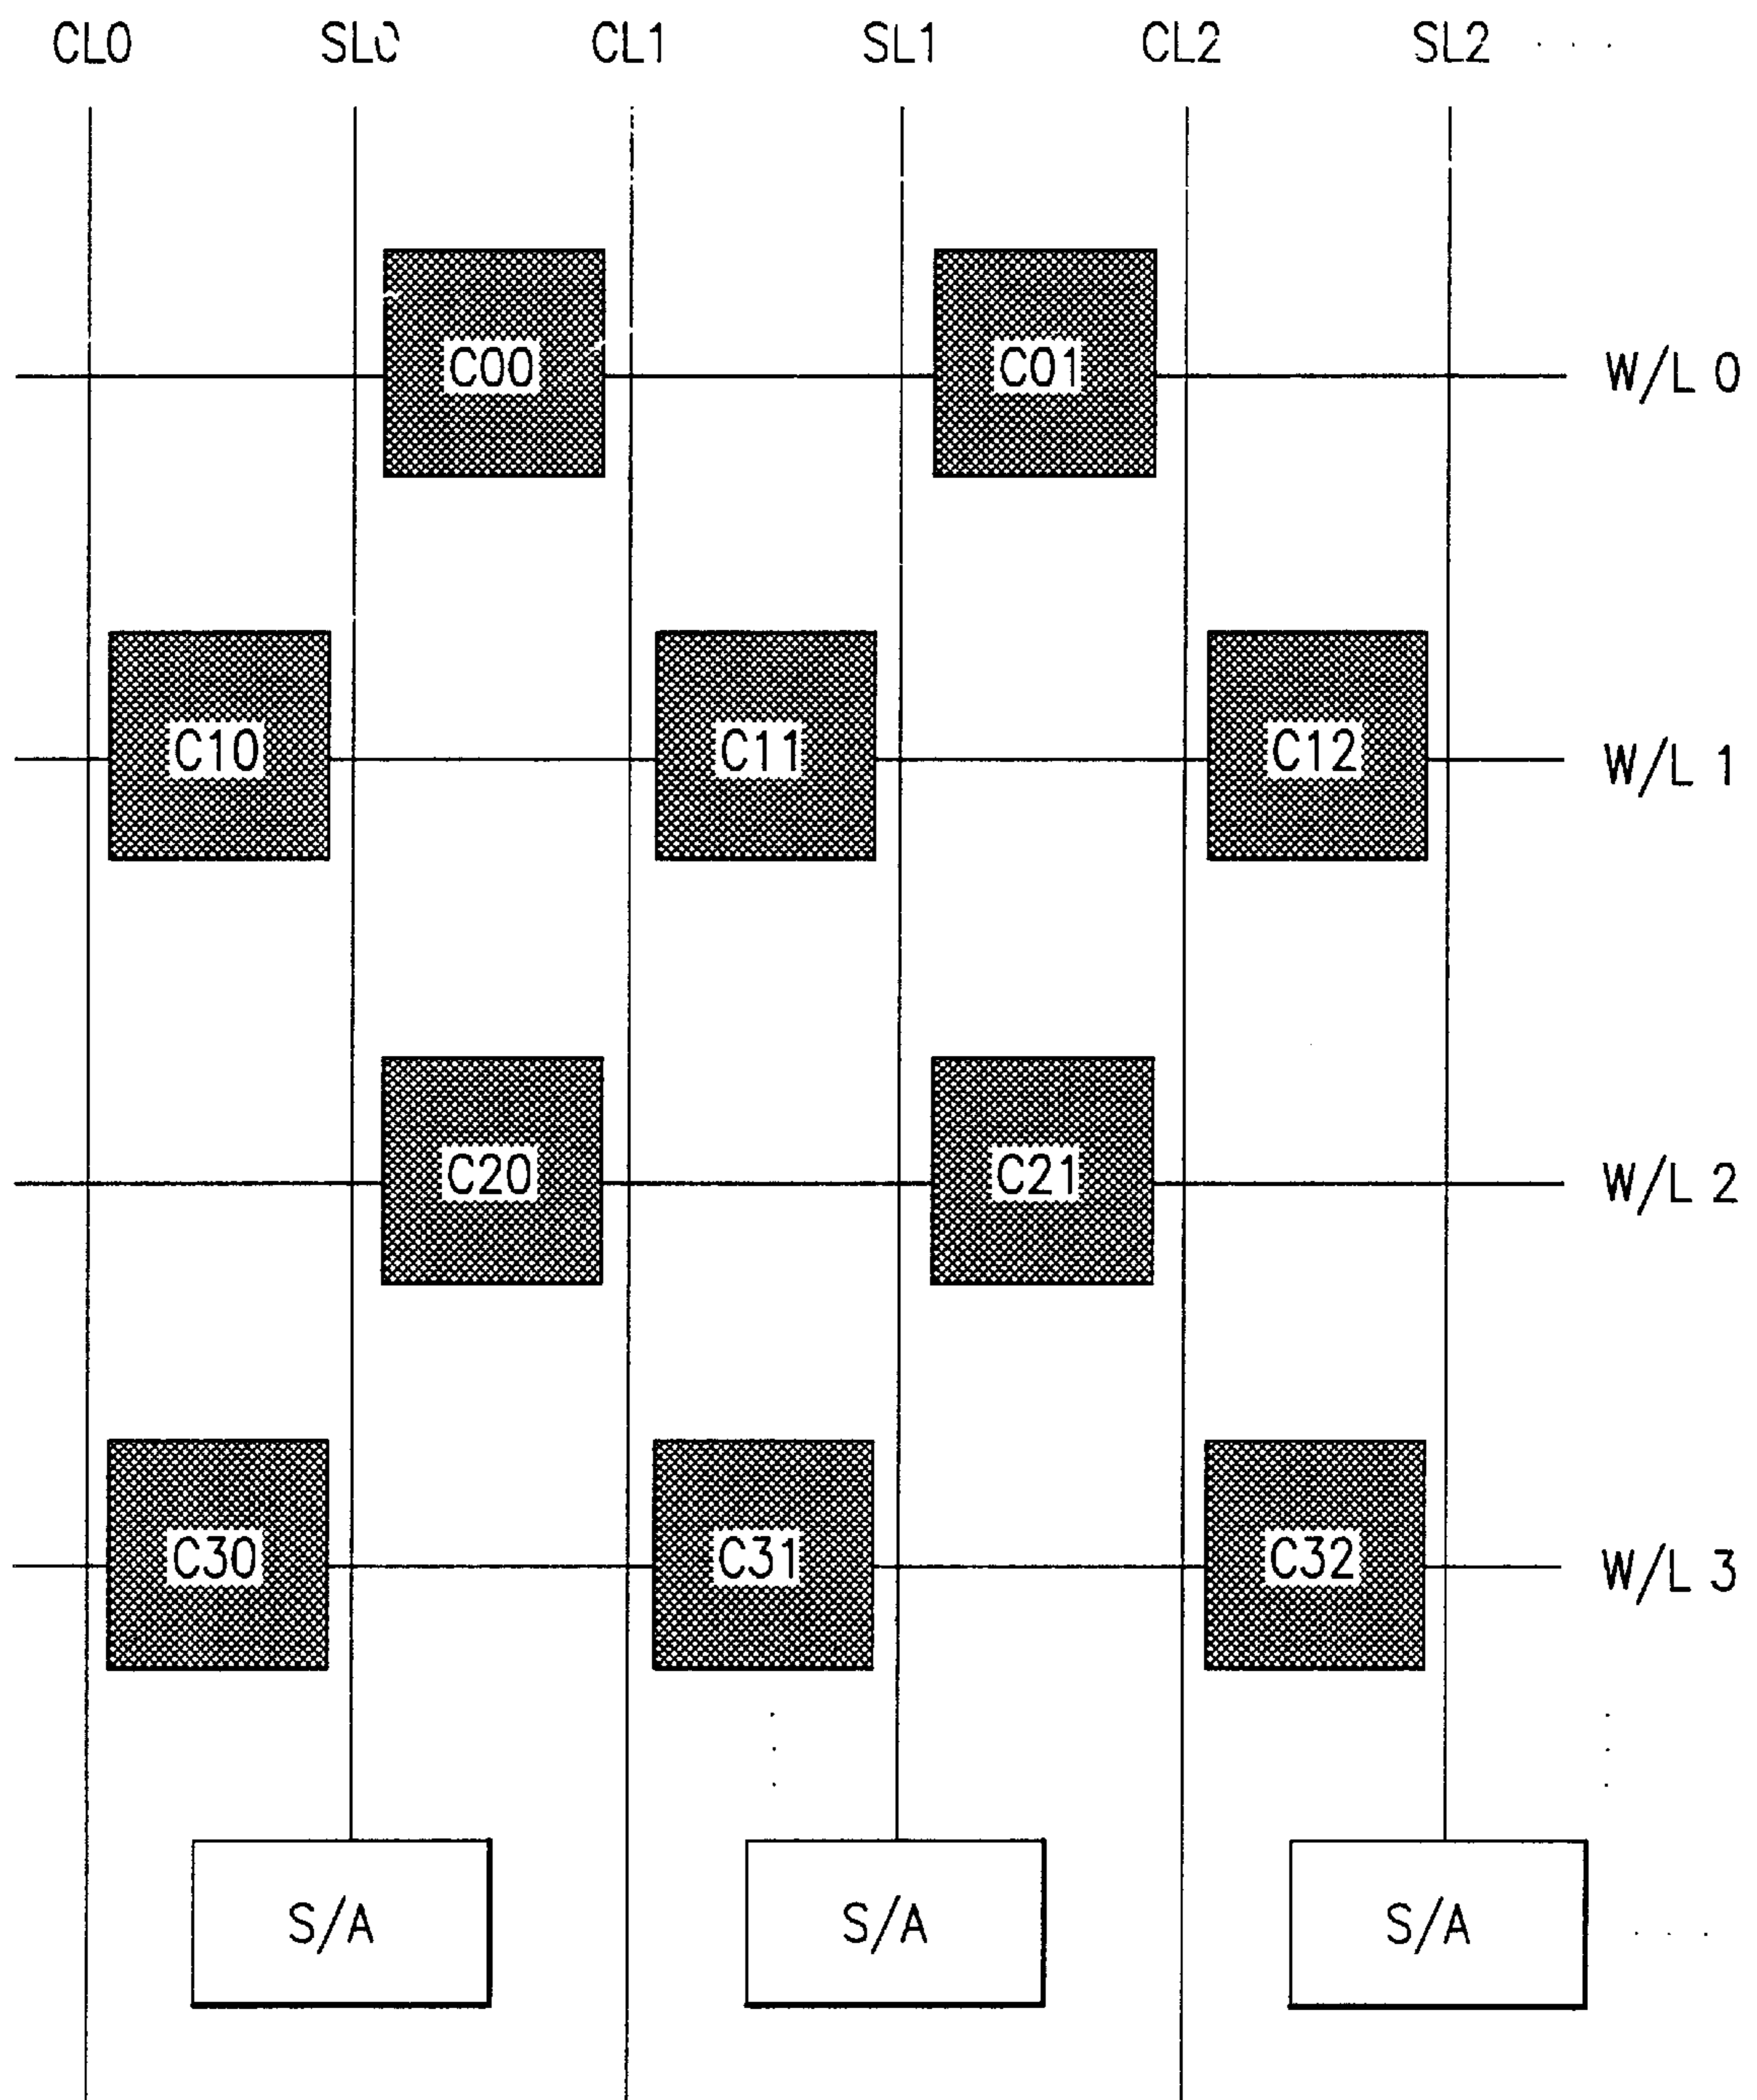 CL0 SL0 CL1 SL1 CL2 SL2 . . .
C00 C01 W/L 0
C10 C11 C12 W/L 1
C20 C21 W/L 2
C30 C31 C32 W/L 3
S/A S/A S/A . . .